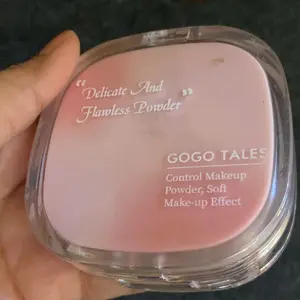 “Delicate And
Flawless Powder”
GOGO TALES
Control Makeup
Powder, Soft
Make-up Effect